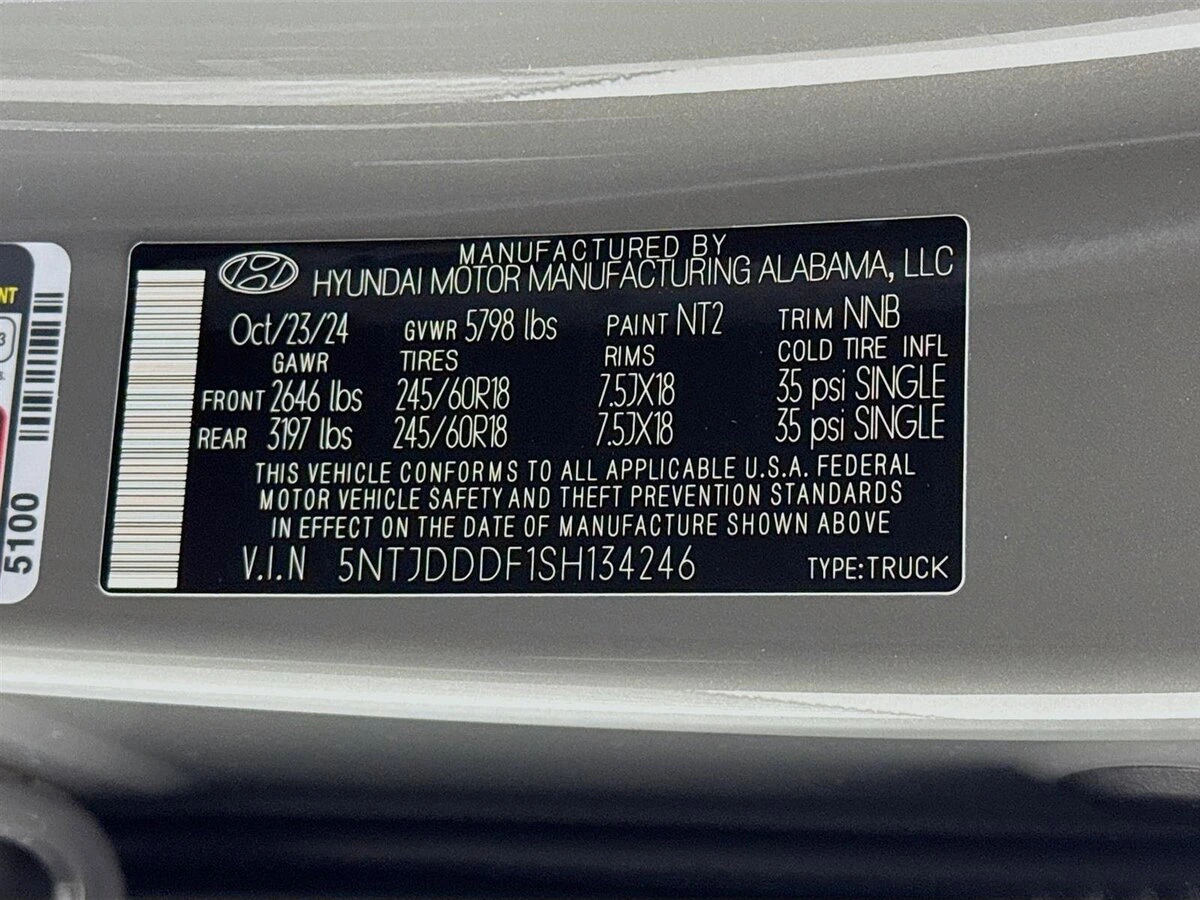 NT
3
5100
MANUFACTURED BY
HYUNDAI MOTOR MANUFACTURING ALABAMA, LLC
Oct/23/24 GVWR 5798 lbs PAINT NT2 TRIM NNB
GAWR TIRES RIMS COLD TIRE INFL
FRONT 2646 lbs 245/60R18 7.5JX18 35 psi SINGLE
REAR 3197 lbs 245/60R18 7.5JX18 35 psi SINGLE
THIS VEHICLE CONFORMS TO ALL APPLICABLE U.S.A. FEDERAL
MOTOR VEHICLE SAFETY AND THEFT PREVENTION STANDARDS
IN EFFECT ON THE DATE OF MANUFACTURE SHOWN ABOVE
V.I.N 5NTJDDDF1SH134246 TYPE:TRUCK